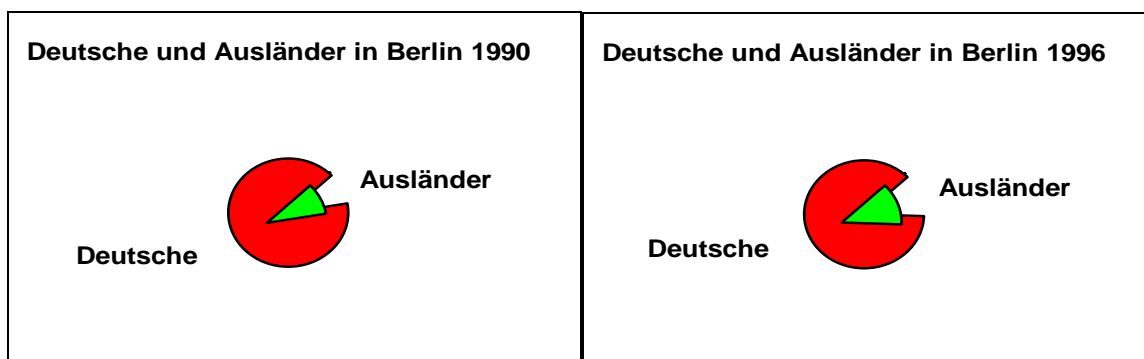 Deutsche und Ausländer in Berlin 1990
Ausländer
Deutsche
Deutsche und Ausländer in Berlin 1996
Ausländer
Deutsche